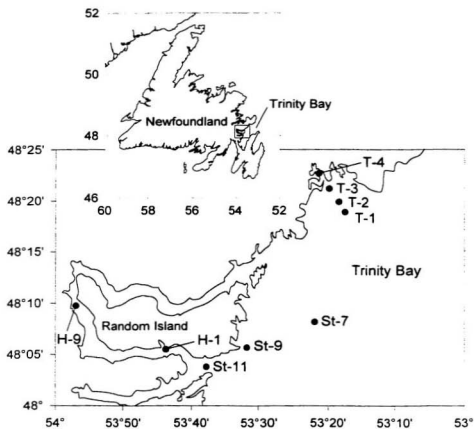 52
50
Trinity Bay
Newfoundland
48
48°25'
T-4
46
T-3
48°20'
T-2
60 58 56 54 52
T-1
48°15'
Trinity Bay
48°10'
Random Island
St-7
H-9
H-1
St-9
48°05'
St-11
48°
54° 53°50' 53°40' 53°30' 53°20' 53°10'